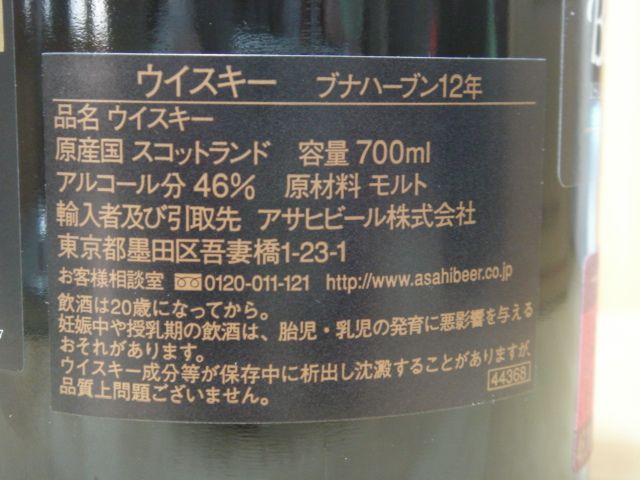 ウイスキー ブナハーブン12年
品名 ウイスキー
原産国 スコットランド 容量 700ml
アルコール分 46% 原材料 モルト
輸入者及び引取先 アサヒビール株式会社
東京都墨田区吾妻橋1-23-1
お客様相談室 0120-011-121 http://www.asahibeer.co.jp
飲酒は20歳になってから。
妊娠中や授乳期の飲酒は、胎児・乳児の発育に悪影響を与える
おそれがあります。
ウイスキー成分等が保存中に析出し沈澱することがありますが、
品質上問題ございません。
44368